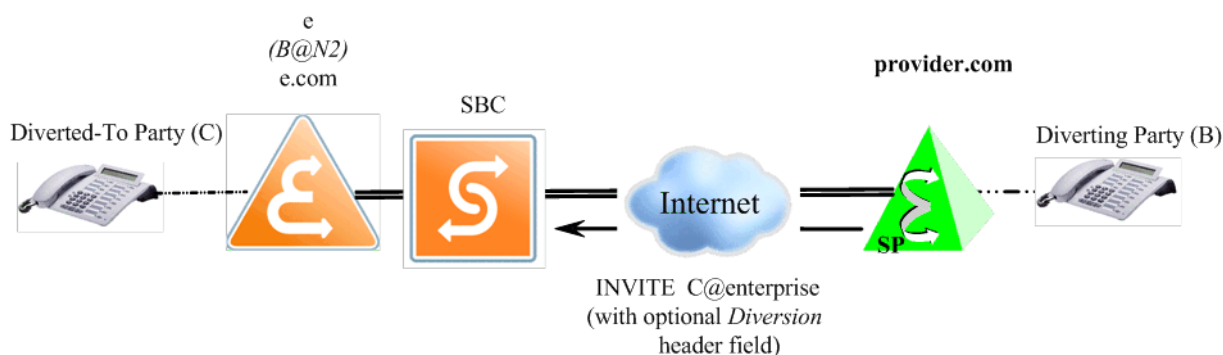 e
(B@N2)
e.com
provider.com
SBC
Diverted-To Party (C)
Diverting Party (B)
Internet
SP
INVITE C@enterprise
(with optional Diversion
header field)